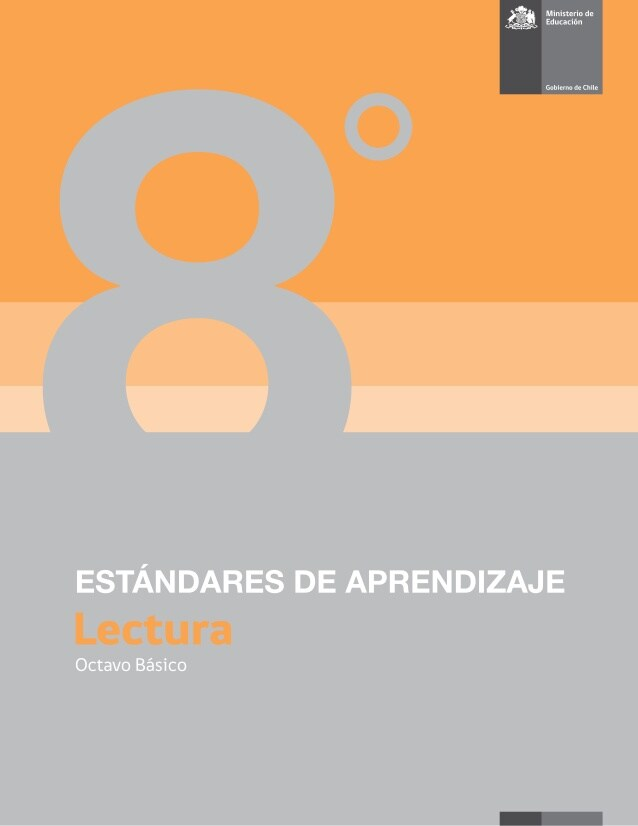 Ministerio de
Educación
Gobierno de Chile
8°
ESTÁNDARES DE APRENDIZAJE
Lectura
Octavo Básico